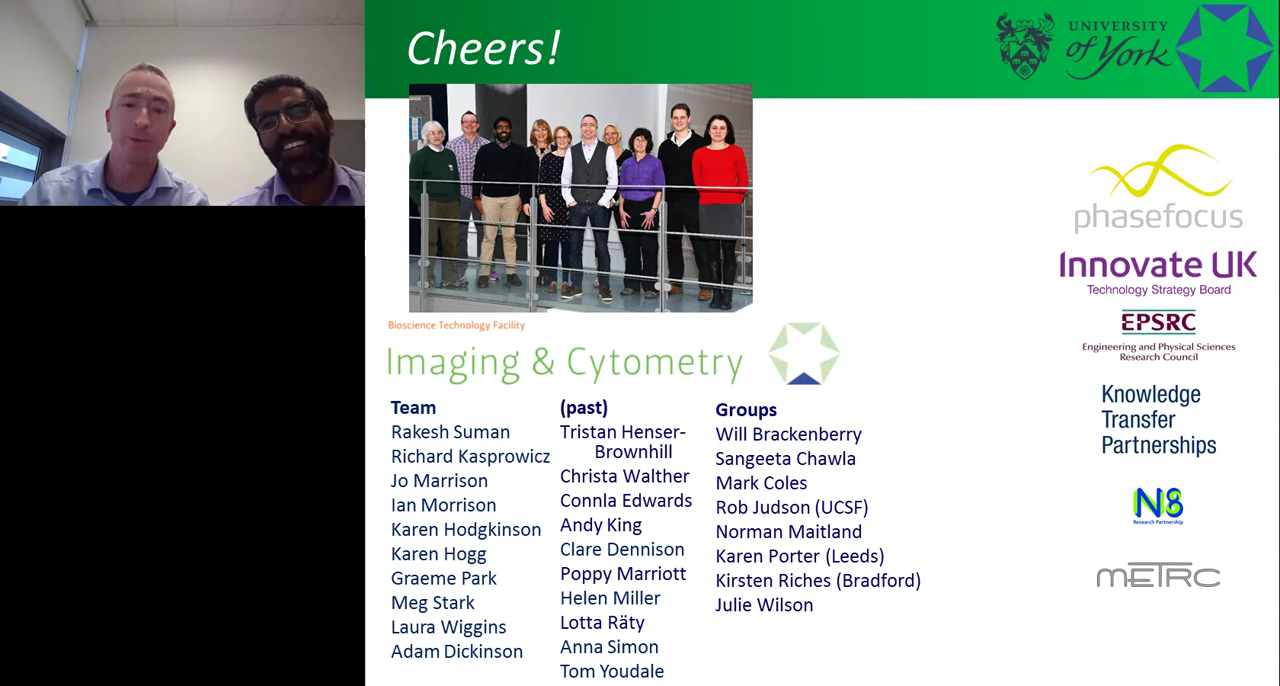 Cheers!
UNIVERSITY
of York
phasefocus
Innovate UK
Technology Strategy Board
EPSRC
Engineering and Physical Sciences
Research Council
Knowledge
Transfer
Partnerships
N8
Research Partnership
METRC
Bioscience Technology Facility
Imaging & Cytometry
Team
Rakesh Suman
Richard Kasprowicz
Jo Marrison
Ian Morrison
Karen Hodgkinson
Karen Hogg
Graeme Park
Meg Stark
Laura Wiggins
Adam Dickinson
(past)
Tristan Henser-
Brownhill
Christa Walther
Connla Edwards
Andy King
Clare Dennison
Poppy Marriott
Helen Miller
Lotta Räty
Anna Simon
Tom Youdale
Groups
Will Brackenberry
Sangeeta Chawla
Mark Coles
Rob Judson (UCSF)
Norman Maitland
Karen Porter (Leeds)
Kirsten Riches (Bradford)
Julie Wilson